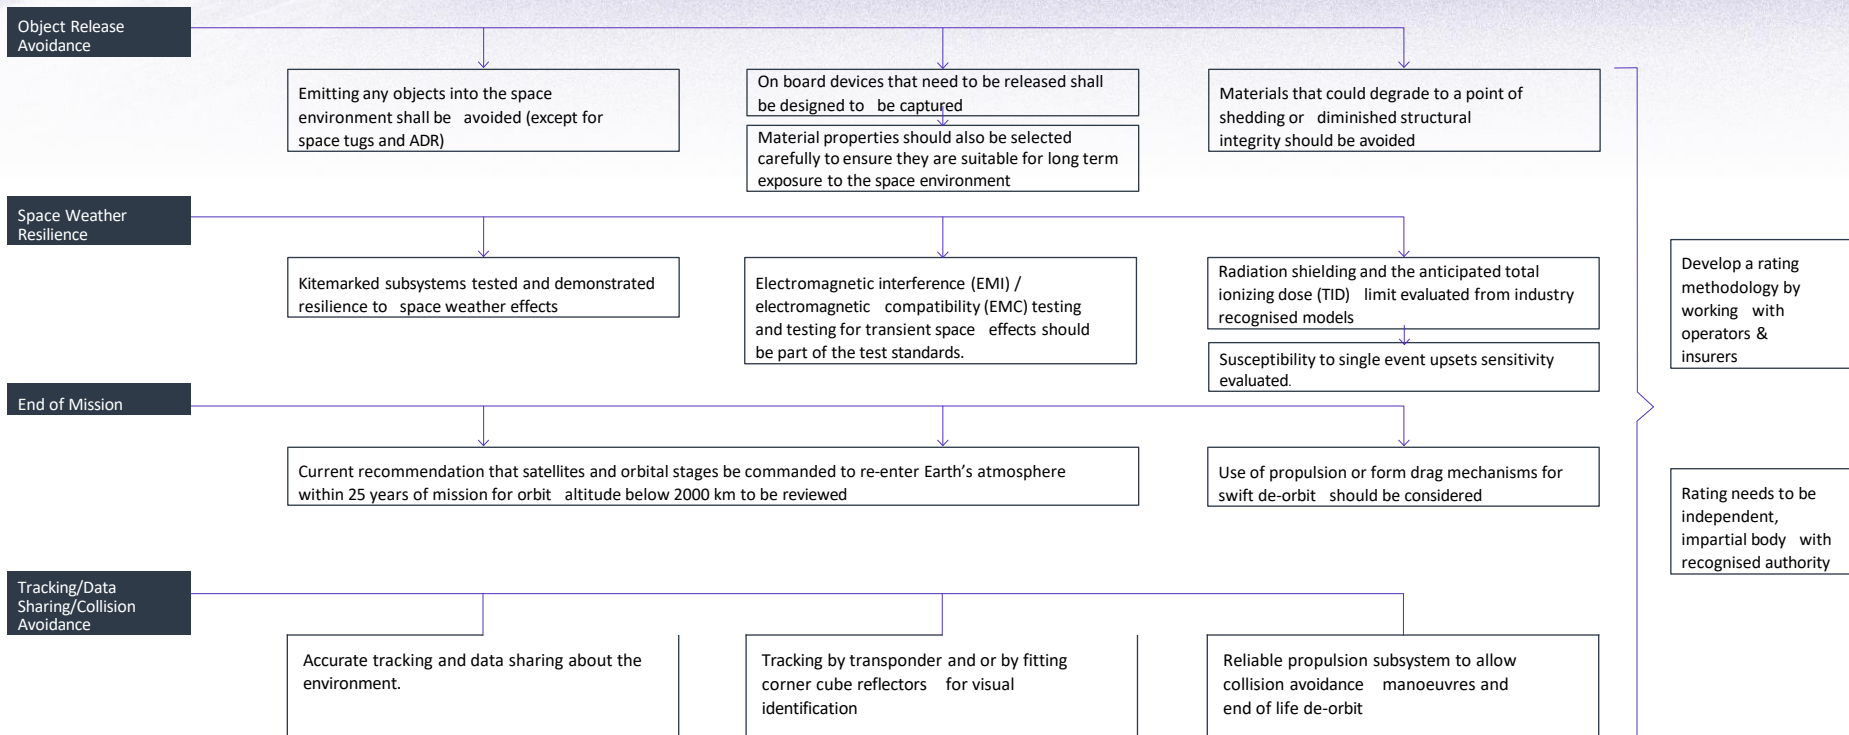 Object Release
Avoidance
Emitting any objects into the space
environment shall be avoided (except for
space tugs and ADR)
On board devices that need to be released shall
be designed to be captured
Material properties should also be selected
carefully to ensure they are suitable for long term
exposure to the space environment
Materials that could degrade to a point of
shedding or diminished structural
integrity should be avoided
Space Weather
Resilience
Kitemarked subsystems tested and demonstrated
resilience to space weather effects
Electromagnetic interference (EMI) /
electromagnetic compatibility (EMC) testing
and testing for transient space effects should
be part of the test standards.
Radiation shielding and the anticipated total
ionizing dose (TID) limit evaluated from industry
recognised models
Susceptibility to single event upsets sensitivity
evaluated.
End of Mission
Current recommendation that satellites and orbital stages be commanded to re-enter Earth’s atmosphere
within 25 years of mission for orbit altitude below 2000 km to be reviewed
Use of propulsion or form drag mechanisms for
swift de-orbit should be considered
Tracking/Data
Sharing/Collision
Avoidance
Accurate tracking and data sharing about the
environment.
Tracking by transponder and or by fitting
corner cube reflectors for visual
identification
Reliable propulsion subsystem to allow
collision avoidance manoeuvres and
end of life de-orbit
Develop a rating
methodology by
working with
operators &
insurers
Rating needs to be
independent,
impartial body with
recognised authority